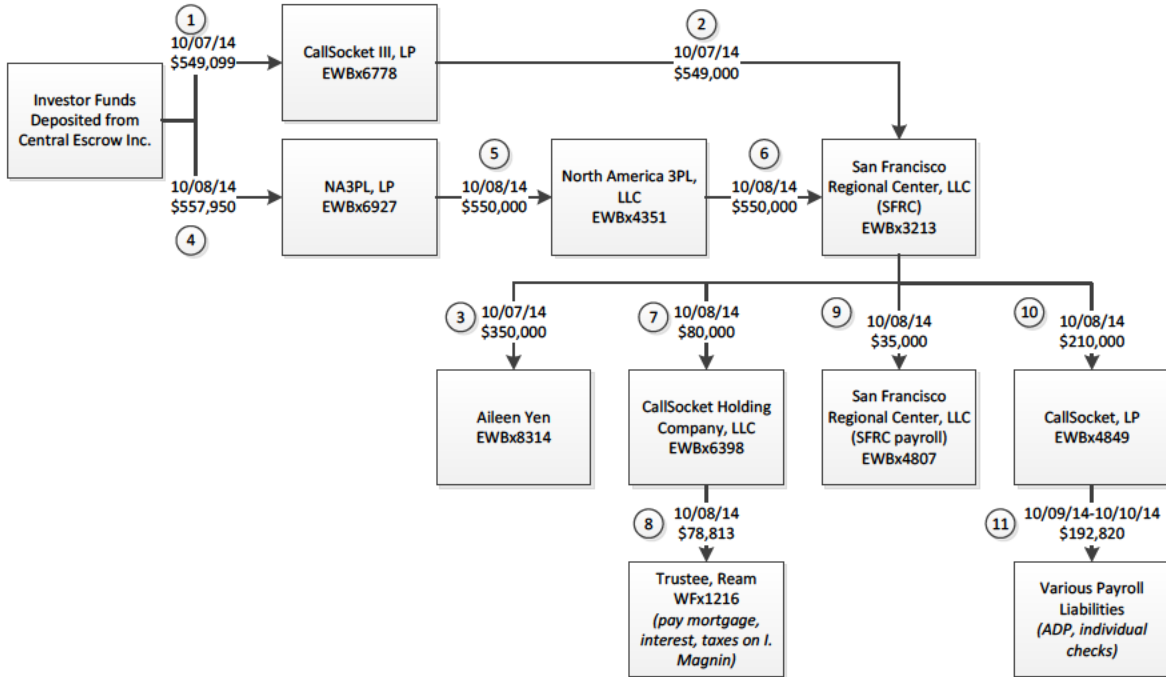 1
10/07/14
$549,099
CallSocket III, LP
EWBx6778
2
10/07/14
$549,000
Investor Funds
Deposited from
Central Escrow Inc.
10/08/14
$557,950
4
NA3PL, LP
EWBx6927
5
10/08/14
$550,000
North America 3PL,
LLC
EWBx4351
6
10/08/14
$550,000
San Francisco
Regional Center, LLC
(SFRC)
EWBx3213
3
10/07/14
$350,000
7
10/08/14
$80,000
9
10/08/14
$35,000
10
10/08/14
$210,000
Aileen Yen
EWBx8314
CallSocket Holding
Company, LLC
EWBx6398
San Francisco
Regional Center, LLC
(SFRC payroll)
EWBx4807
CallSocket, LP
EWBx4849
8
10/08/14
$78,813
11
10/09/14-10/10/14
$192,820
Trustee, Ream
WFx1216
(pay mortgage,
interest, taxes on I.
Magnin)
Various Payroll
Liabilities
(ADP, individual
checks)